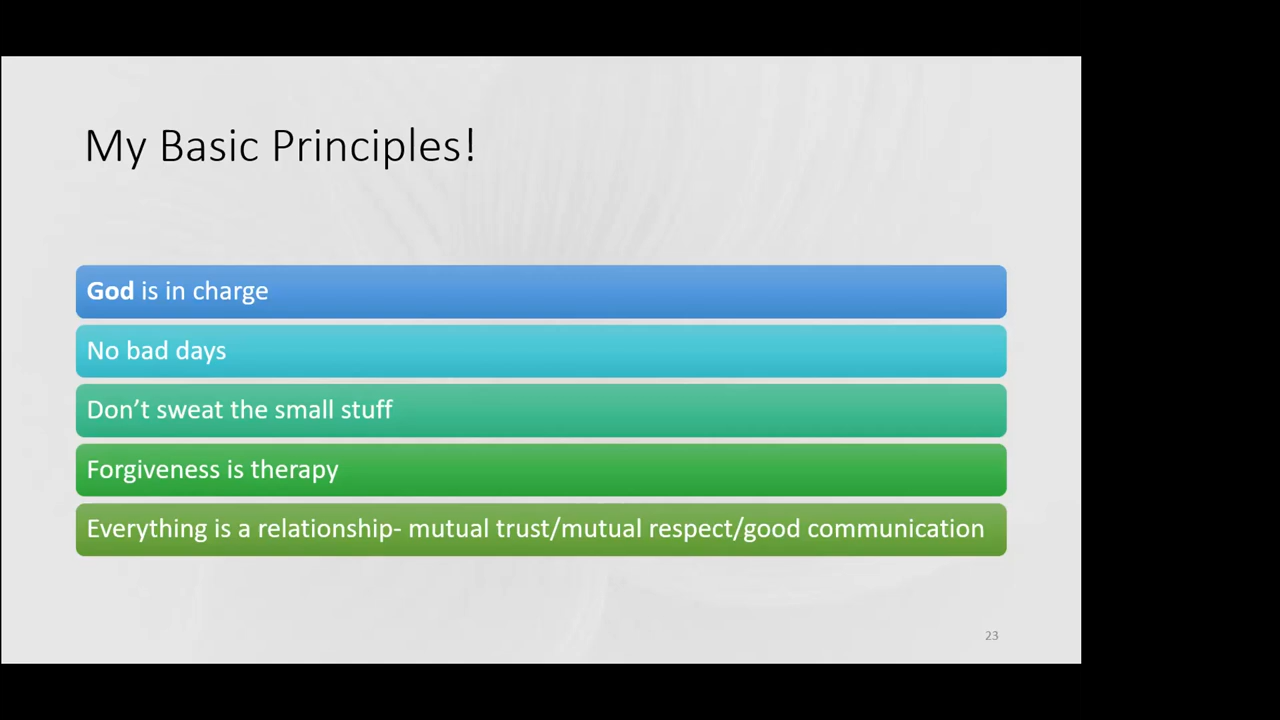 My Basic Principles!
God is in charge
No bad days
Don’t sweat the small stuff
Forgiveness is therapy
Everything is a relationship- mutual trust/mutual respect/good communication
23